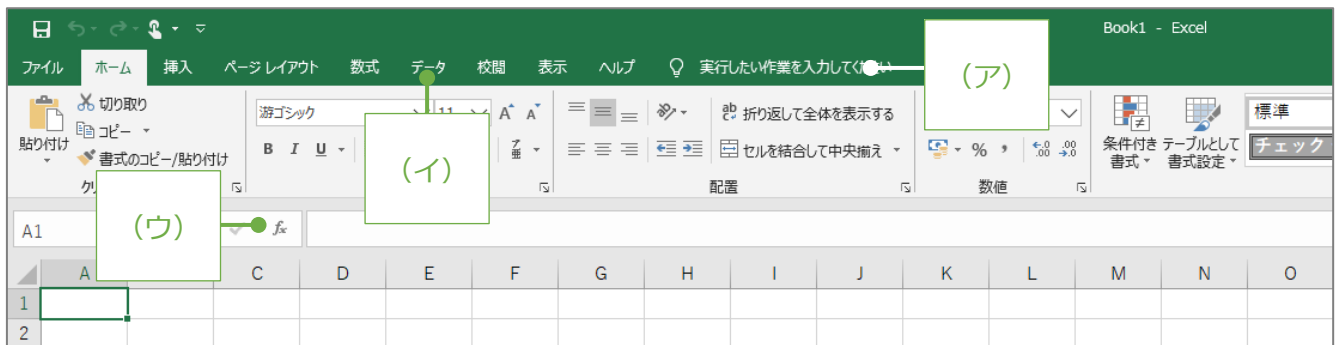 Book1 - Excel
ファイル ホーム 挿入 ページ レイアウト 数式 データ 校閲 表示 ヘルプ 実行したい作業を入力してください
(ア)
切り取り
コピー
書式のコピー/貼り付け
貼り付け
游ゴシック 11 A A
B I U
折り返して全体を表示する
セルを結合して中央揃え
% 9 .00 .0
条件付き 書式
テーブルとして 書式設定
標準
チェック
(イ)
配置 数値
(ウ)
A1 fx
A C D E F G H I J K L M N O
1
2